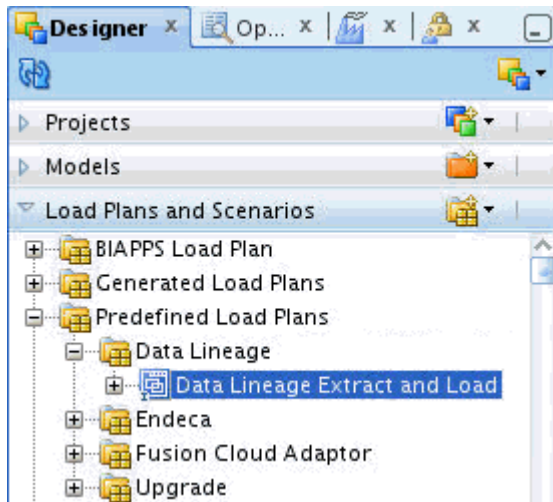 Designer x Op... x x x
Projects
Models
Load Plans and Scenarios
BIAPPS Load Plan
Generated Load Plans
Predefined Load Plans
Data Lineage
Data Lineage Extract and Load
Endeca
Fusion Cloud Adaptor
Upgrade